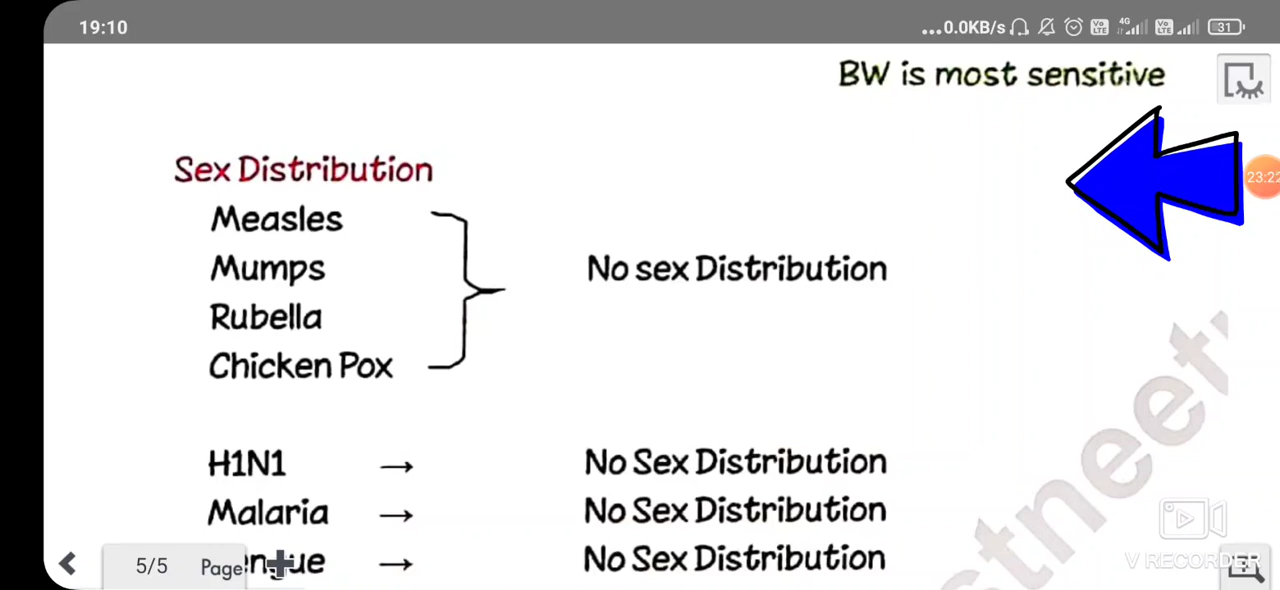 19:10 ...0.0KB/s 4G 31
BW is most sensitive
23:22
Sex Distribution
Measles
Mumps
Rubella
Chicken Pox
No sex Distribution
H1N1 → No Sex Distribution
Malaria → No Sex Distribution
→ No Sex Distribution
5/5 Page
V RECORDER